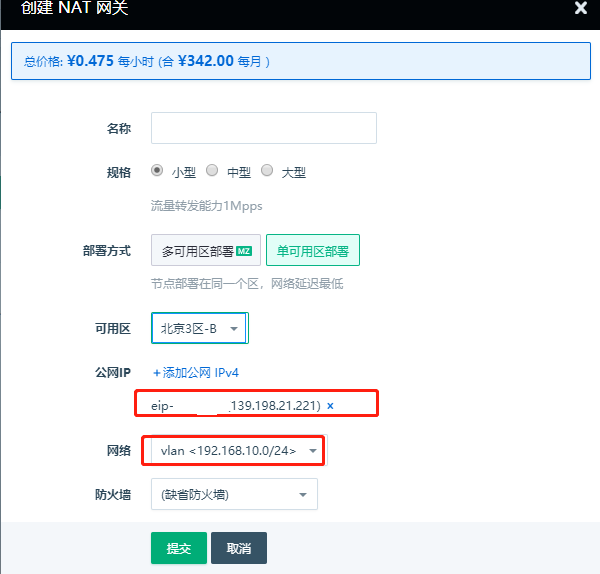 创建 NAT 网关
总价格: ¥0.475 每小时 (合 ¥342.00 每月 )
名称
规格 小型 中型 大型
流量转发能力1Mpps
部署方式 多可用区部署 MZ 单可用区部署
节点部署在同一个区，网络延迟最低
可用区 北京3区-B
公网IP +添加公网 IPv4
eip- 139.198.21.221) ×
网络 vlan <192.168.10.0/24>
防火墙 (缺省防火墙)
提交 取消